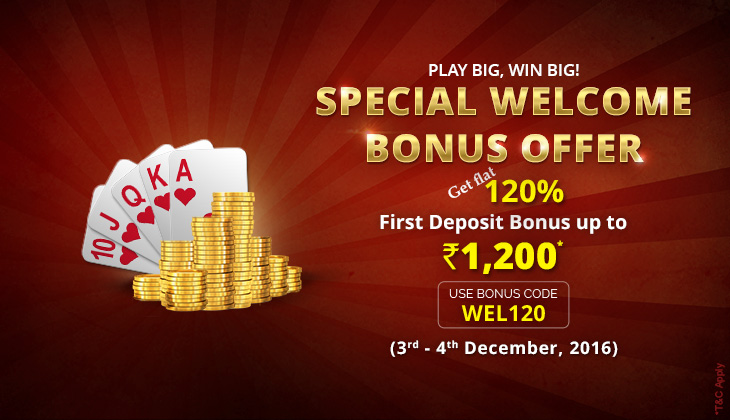 PLAY BIG, WIN BIG!
SPECIAL WELCOME
BONUS OFFER
Get flat 120%
First Deposit Bonus up to
₹1,200*
USE BONUS CODE
WEL120
(3rd - 4th December, 2016)
10 J Q K A
*T&C Apply